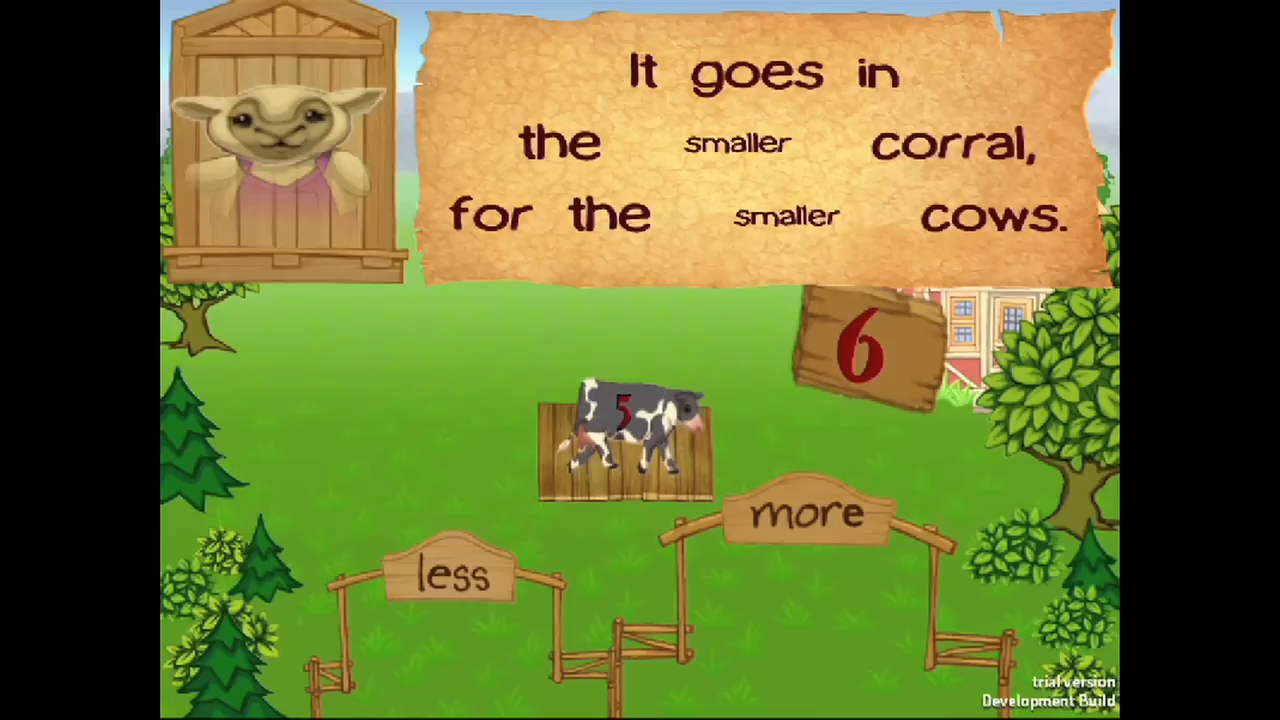 It goes in
the smaller corral,
for the smaller cows.
6
5
more
less
trial version
Development Build